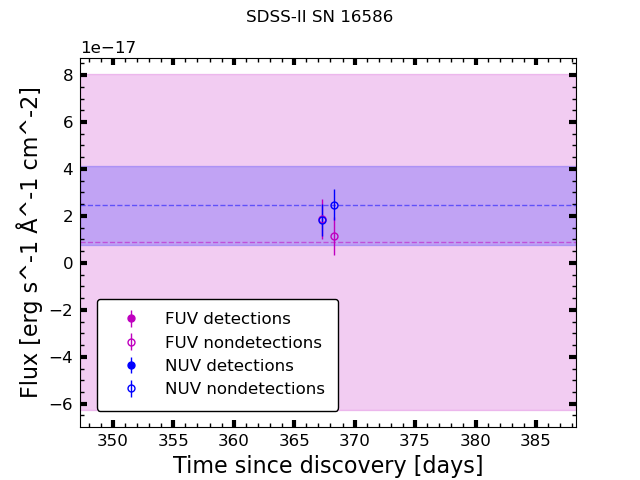 SDSS-II SN 16586
1e−17
8
6
4
2
0
−2
−4
−6
Flux [erg s^-1 Å^-1 cm^-2]
FUV detections
FUV nondetections
NUV detections
NUV nondetections
350 355 360 365 370 375 380 385
Time since discovery [days]